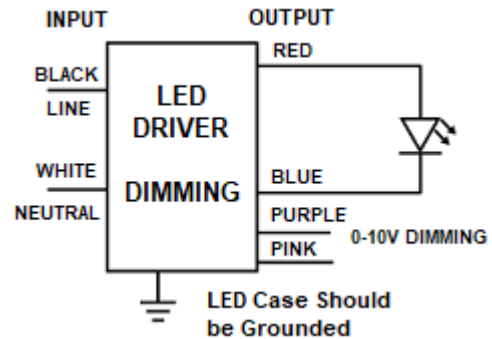 INPUT
OUTPUT
RED
BLACK
LINE
LED
DRIVER
WHITE
DIMMING
BLUE
NEUTRAL
PURPLE
0-10V DIMMING
PINK
LED Case Should
be Grounded